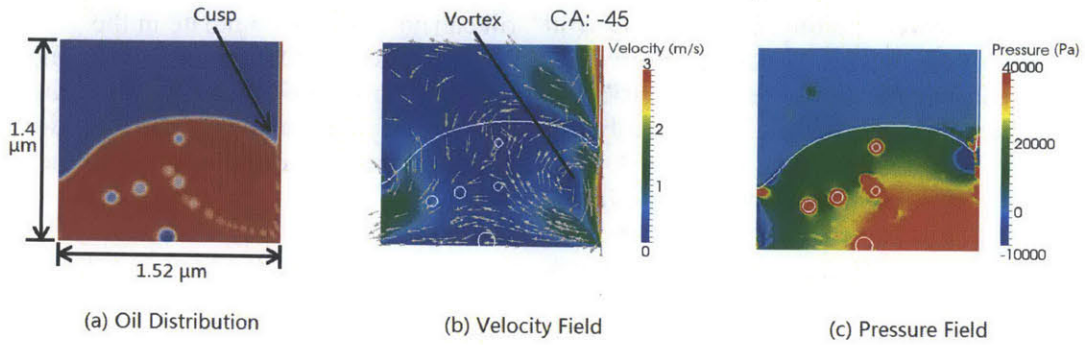 Cusp
1.4
μm
1.52 μm
(a) Oil Distribution
Vortex
CA: -45
Velocity (m/s)
3
2
1
0
(b) Velocity Field
Pressure (Pa)
40000
20000
0
-10000
(c) Pressure Field